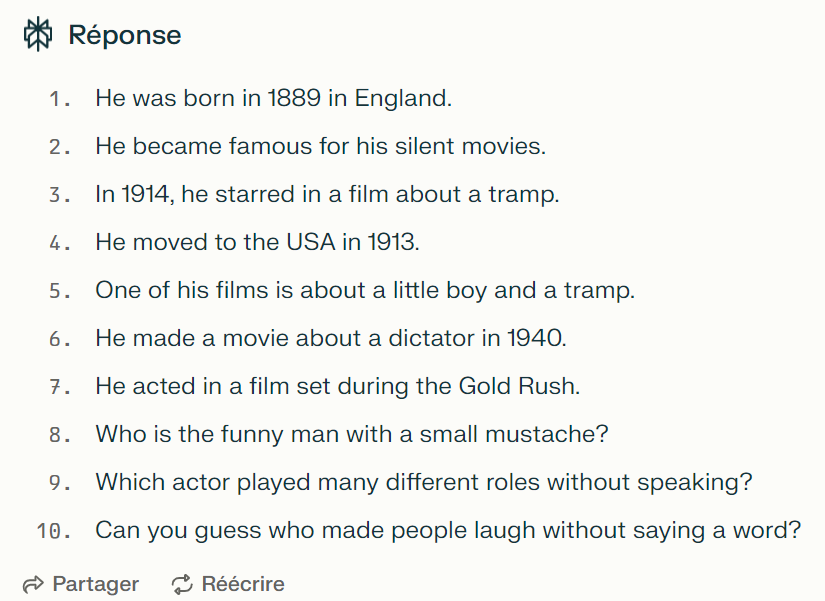 Réponse
1. He was born in 1889 in England.
2. He became famous for his silent movies.
3. In 1914, he starred in a film about a tramp.
4. He moved to the USA in 1913.
5. One of his films is about a little boy and a tramp.
6. He made a movie about a dictator in 1940.
7. He acted in a film set during the Gold Rush.
8. Who is the funny man with a small mustache?
9. Which actor played many different roles without speaking?
10. Can you guess who made people laugh without saying a word?
Partager Réécrire